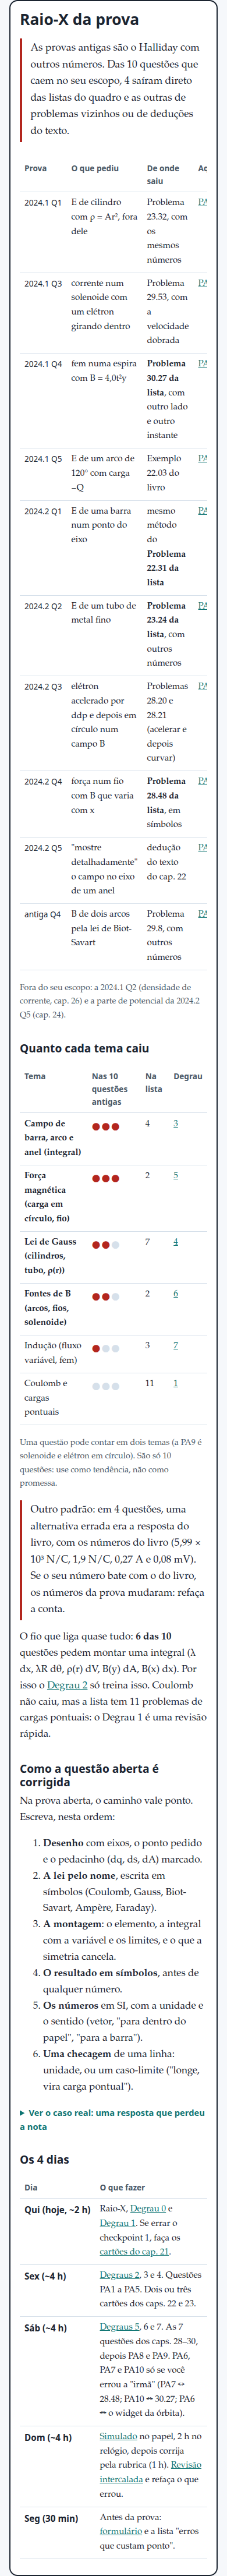 Raio-X da prova
As provas antigas são o Halliday com
outros números. Das 10 questões que
caem no seu escopo, 4 saíram direto
das listas do quadro e as outras de
problemas vizinhos ou de deduções
do texto.
Prova O que pediu De onde saiu
2024.1 Q1 E de cilindro com ρ = Ar², fora dele Problema 23.32, com os mesmos números
2024.1 Q3 corrente num solenoide com um elétron girando dentro Problema 29.53, com a velocidade dobrada
2024.1 Q4 fem numa espira com B = 4,0t²y Problema 30.27 da lista, com outro lado e outro instante
2024.1 Q5 E de um arco de 120° com carga −Q Exemplo 22.03 do livro
2024.2 Q1 E de uma barra num ponto do eixo mesmo método do Problema 22.31 da lista
2024.2 Q2 E de um tubo de metal fino Problema 23.24 da lista, com outros números
2024.2 Q3 elétron acelerado por ddp e depois em círculo num campo B Problemas 28.20 e 28.21 (acelerar e depois curvar)
2024.2 Q4 força num fio com B que varia com x Problema 28.48 da lista, em símbolos
2024.2 Q5 "mostre detalhadamente" o campo no eixo de um anel dedução do texto do cap. 22
antiga Q4 B de dois arcos pela lei de Biot-Savart Problema 29.8, com outros números
Fora do seu escopo: a 2024.1 Q2 (densidade de
corrente, cap. 26) e a parte de potencial da 2024.2
Q5 (cap. 24).
Quanto cada tema caiu
Tema Nas 10 questões antigas Na lista Degrau
Campo de barra, arco e anel (integral) 4 3
Força magnética (carga em círculo, fio) 2 5
Lei de Gauss (cilindros, tubo, ρ(r)) 7 4
Fontes de B (arcos, fios, solenoide) 2 6
Indução (fluxo variável, fem) 3 7
Coulomb e cargas pontuais 11 1
Uma questão pode contar em dois temas (a PA9 é
solenoide e elétron em círculo). São só 10
questões: use como tendência, não como
promessa.
Outro padrão: em 4 questões, uma
alternativa errada era a resposta do
livro, com os números do livro (5,99 ×
10³ N/C, 1,9 N/C, 0,27 A e 0,08 mV).
Se o seu número bate com o do livro,
os números da prova mudaram: refaça
a conta.
O fio que liga quase tudo: 6 das 10
questões pedem montar uma integral (λ
dx, λR dθ, ρ(r) dV, B(y) dA, B(x) dx). Por
isso o Degrau 2 só treina isso. Coulomb
não caiu, mas a lista tem 11 problemas de
cargas pontuais: o Degrau 1 é uma revisão
rápida.
Como a questão aberta é
corrigida
Na prova aberta, o caminho vale ponto.
Escreva, nesta ordem:
1. Desenho com eixos, o ponto pedido
e o pedacinho (dq, ds, dA) marcado.
2. A lei pelo nome, escrita em
símbolos (Coulomb, Gauss, Biot-
Savart, Ampère, Faraday).
3. A montagem: o elemento, a integral
com a variável e os limites, e o que a
simetria cancela.
4. O resultado em símbolos, antes de
qualquer número.
5. Os números em SI, com a unidade e
o sentido (vetor, "para dentro do
papel", "para a barra").
6. Uma checagem de uma linha:
unidade, ou um caso-limite ("longe,
vira carga pontual").
▶ Ver o caso real: uma resposta que perdeu
a nota
Os 4 dias
Dia O que fazer
Qui (hoje, ~2 h) Raio-X, Degrau 0 e
Degrau 1. Se errar o
checkpoint 1, faça os
cartões do cap. 21.
Sex (~4 h) Degraus 2, 3 e 4. Questões
PA1 a PA5. Dois ou três
cartões dos caps. 22 e 23.
Sáb (~4 h) Degraus 5, 6 e 7. As 7
questões dos caps. 28–30,
depois PA8 e PA9. PA6,
PA7 e PA10 só se você
errou a "irmã" (PA7 ↔
28.48; PA10 ↔ 30.27; PA6
↔ o widget da órbita).
Dom (~4 h) Simulado no papel, 2 h no
relógio, depois corrija
pela rubrica (1 h). Revisão
intercalada e refaça o que
errou.
Seg (30 min) Antes da prova:
formulário e a lista "erros
que custam ponto".